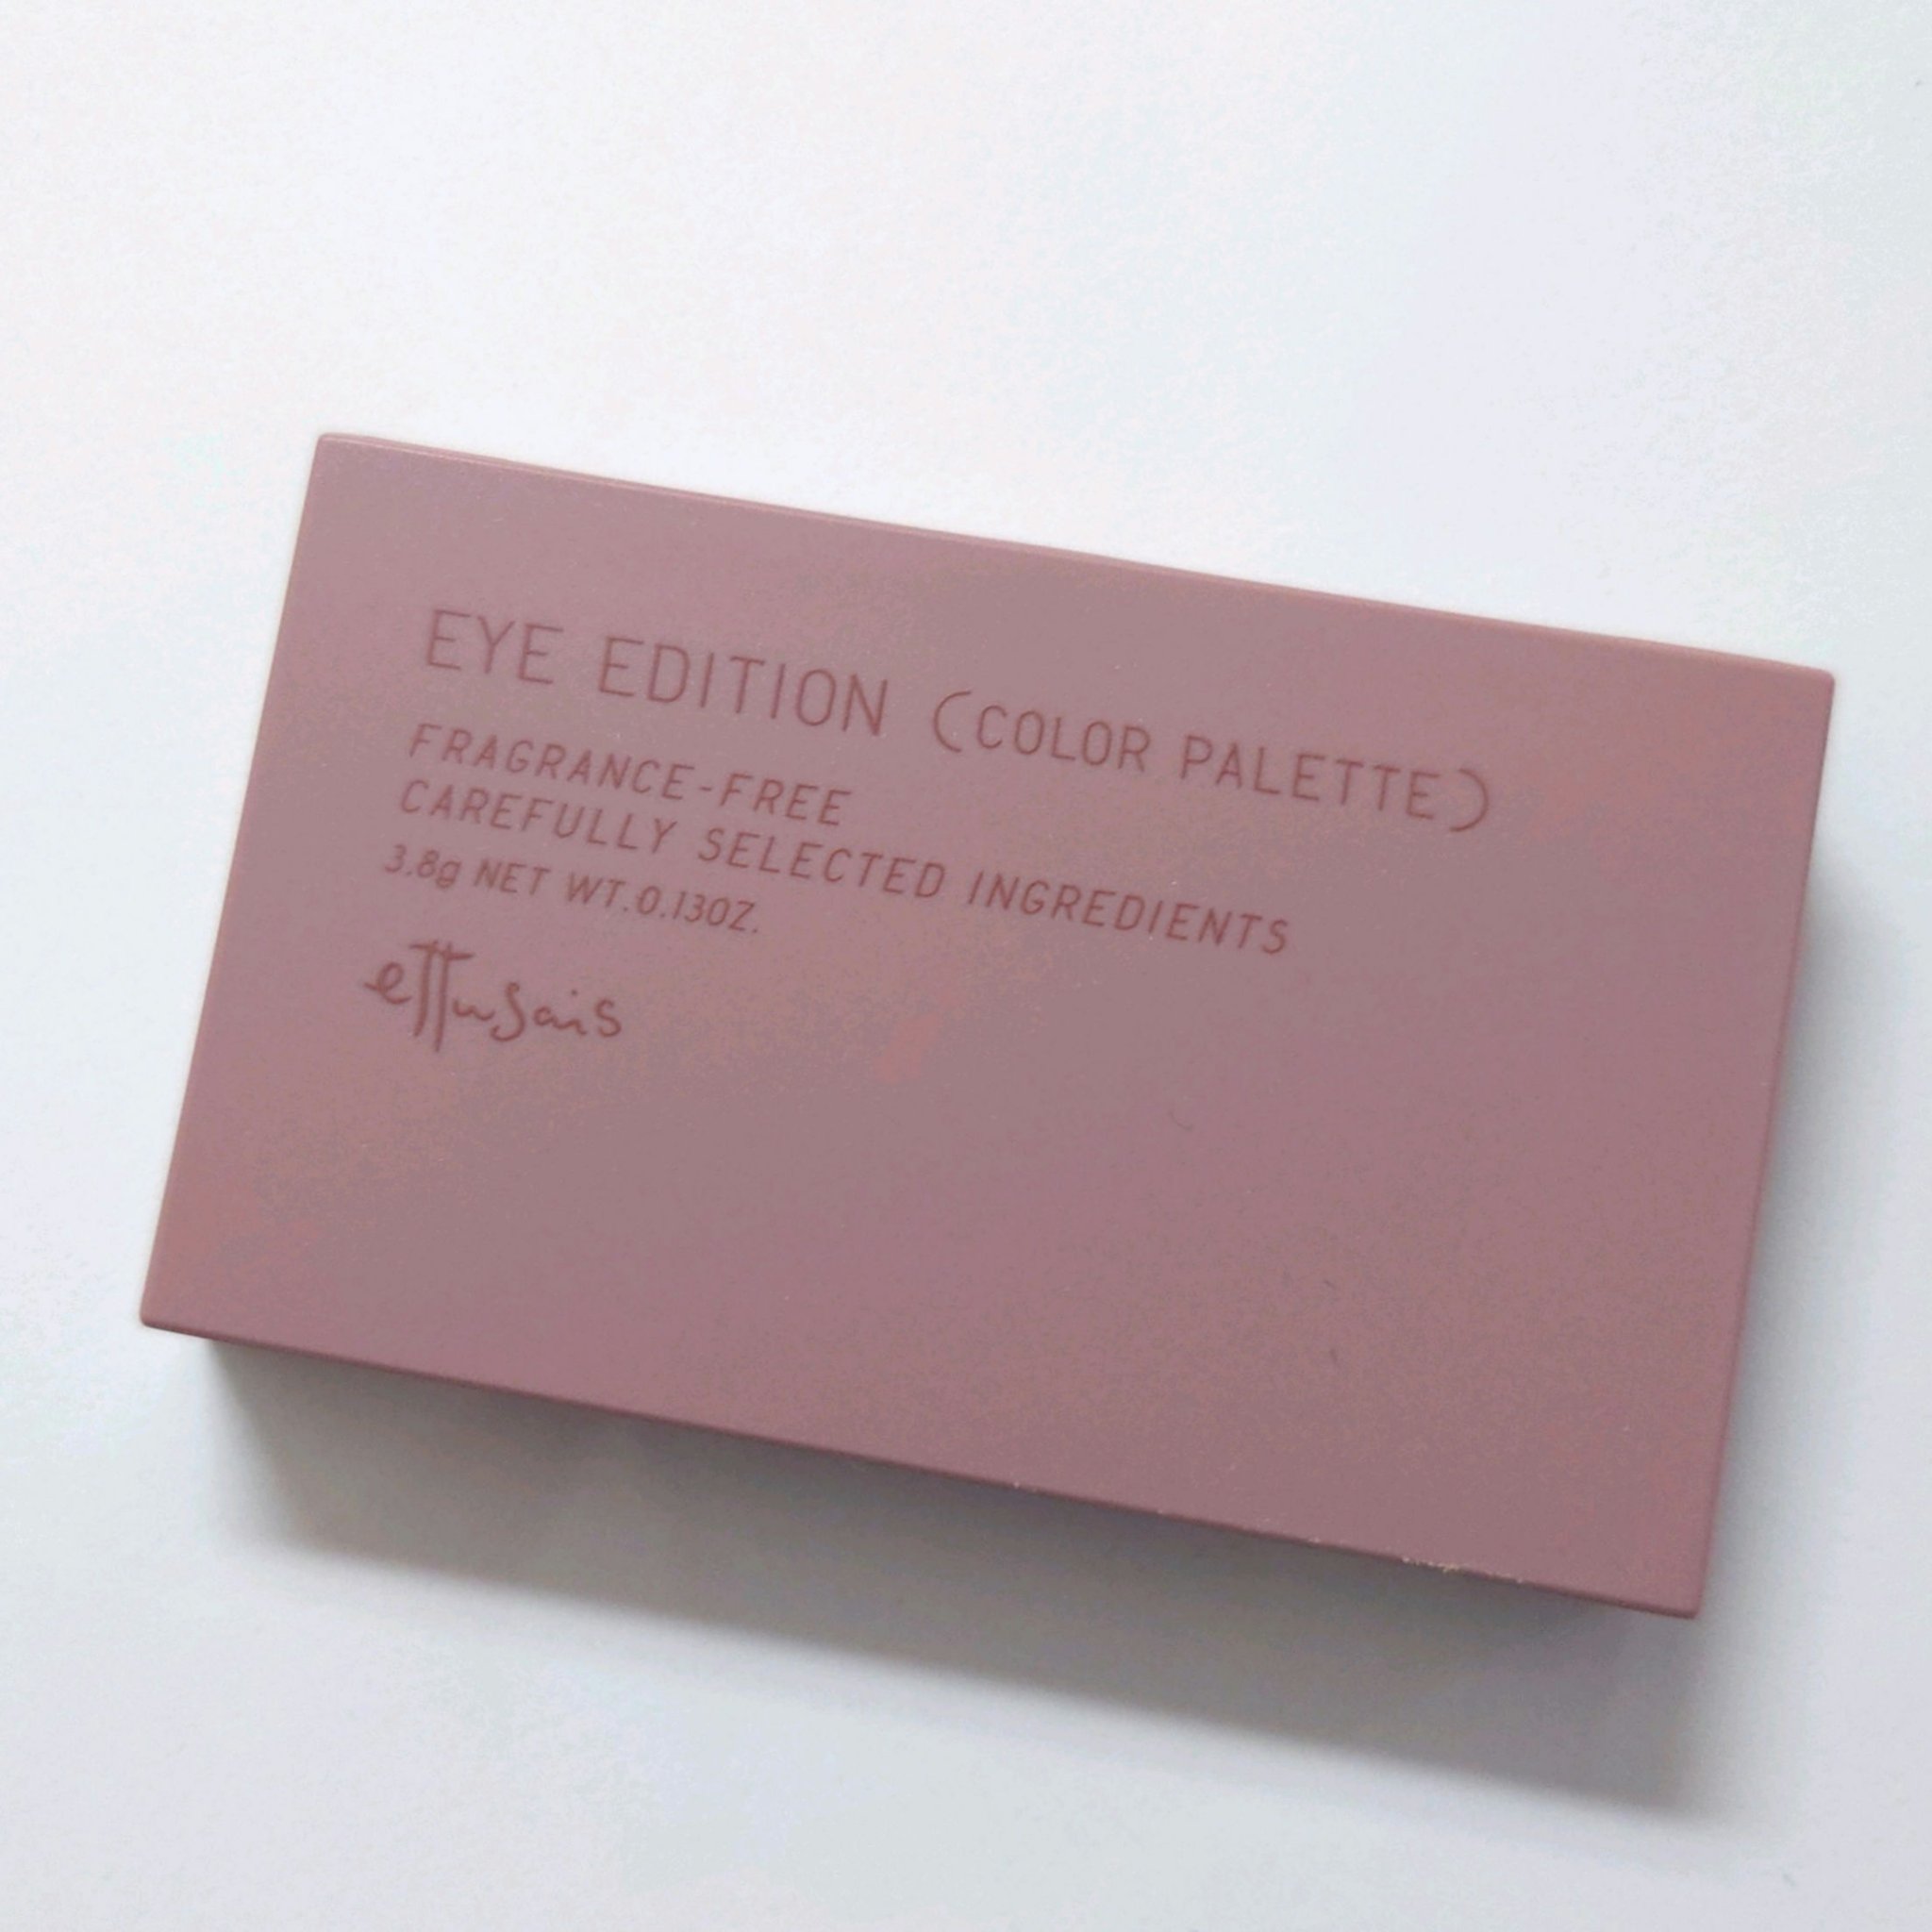 EYE EDITION (COLOR PALETTE)
FRAGRANCE-FREE
CAREFULLY SELECTED INGREDIENTS
3.8g NET WT.0.13OZ.
ettusais